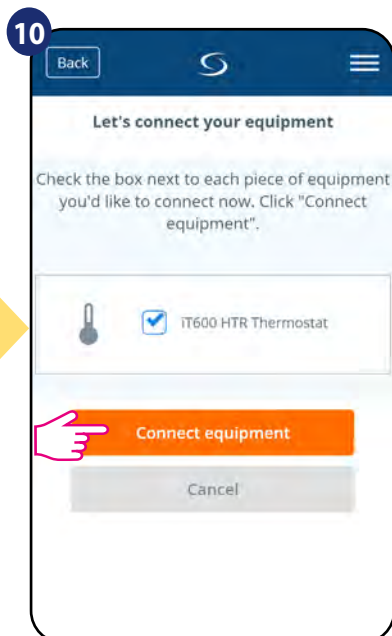 10
Back
Let's connect your equipment
Check the box next to each piece of equipment
you'd like to connect now. Click "Connect
equipment".
iT600 HTR Thermostat
Connect equipment
Cancel